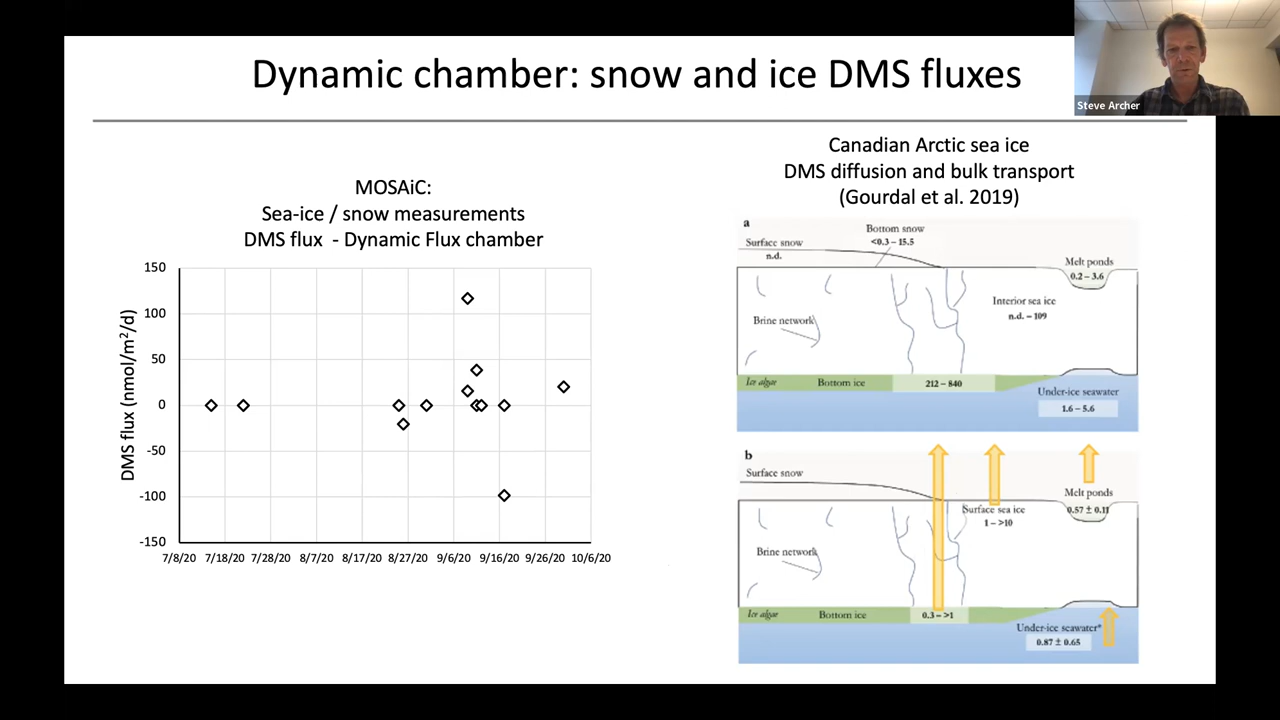 Dynamic chamber: snow and ice DMS fluxes
Steve Archer
MOSAiC:
Sea-ice / snow measurements
DMS flux - Dynamic Flux chamber
DMS flux (nmol/m²/d)
150
100
50
0
-50
-100
-150
7/8/20 7/18/20 7/28/20 8/7/20 8/17/20 8/27/20 9/6/20 9/16/20 9/26/20 10/6/20
Canadian Arctic sea ice
DMS diffusion and bulk transport
(Gourdal et al. 2019)
a
Bottom snow
<0.3 – 15.5
Surface snow
n.d.
Melt ponds
0.2 – 3.6
Interior sea ice
n.d. – 109
Brine network
Ice algae Bottom ice 212 – 840
Under-ice seawater
1.6 – 5.6
b
Surface snow
Melt ponds
0.57 ± 0.11
Surface sea ice
1 – >10
Brine network
Ice algae Bottom ice 0.3 – >1
Under-ice seawater*
0.87 ± 0.65